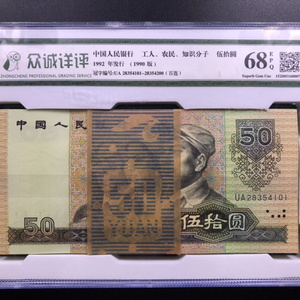 众诚详评
ZHONGCHENG PROFESSIONAL GRADING SERVICE
中国人民银行 工人、农民、知识分子 伍拾圆
1992 年发行 (1990 版)
冠字编号:UA 28354101-28354200 (百连)
68 EPQ
Superb Gem Unc
中国人民
50
UA28354101
50
YUAN
50
伍拾圆